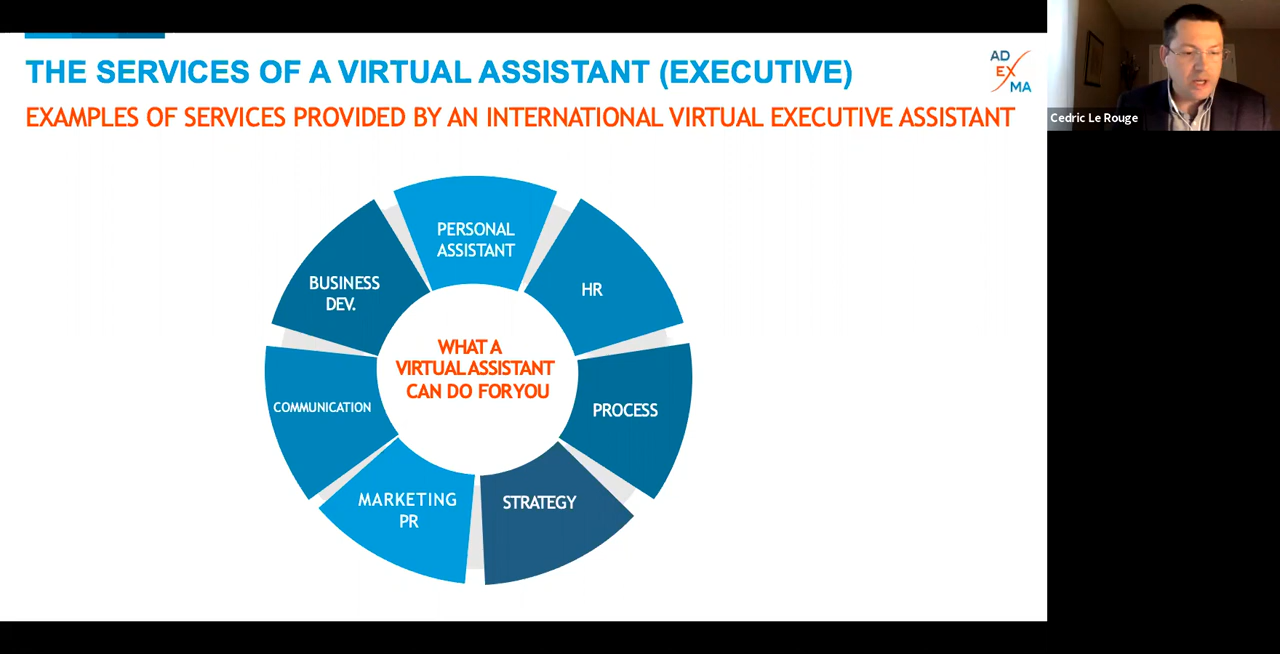 THE SERVICES OF A VIRTUAL ASSISTANT (EXECUTIVE)
EXAMPLES OF SERVICES PROVIDED BY AN INTERNATIONAL VIRTUAL EXECUTIVE ASSISTANT
AD
EX
MA
Cedric Le Rouge
PERSONAL
ASSISTANT
HR
PROCESS
STRATEGY
MARKETING
PR
COMMUNICATION
BUSINESS
DEV.
WHAT A
VIRTUAL ASSISTANT
CAN DO FOR YOU